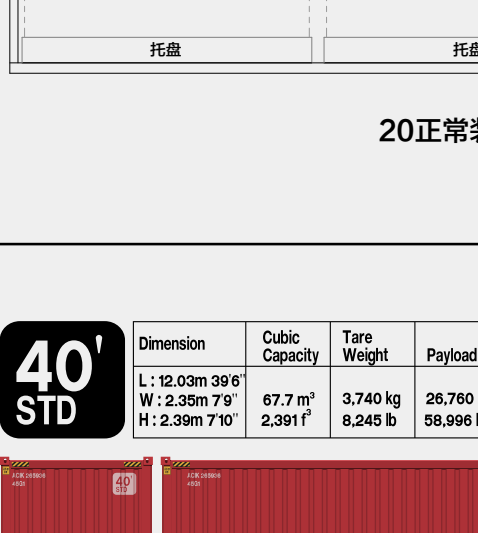 托盘
托盘
20正常装
40'
STD
Dimension
Cubic
Capacity
Tare
Weight
Payload
L : 12.03m 39'6"
W : 2.35m 7'9"
H : 2.39m 7'10"
67.7 m³
2,391 f³
3,740 kg
8,245 lb
26,760
58,996 l
40'
STD